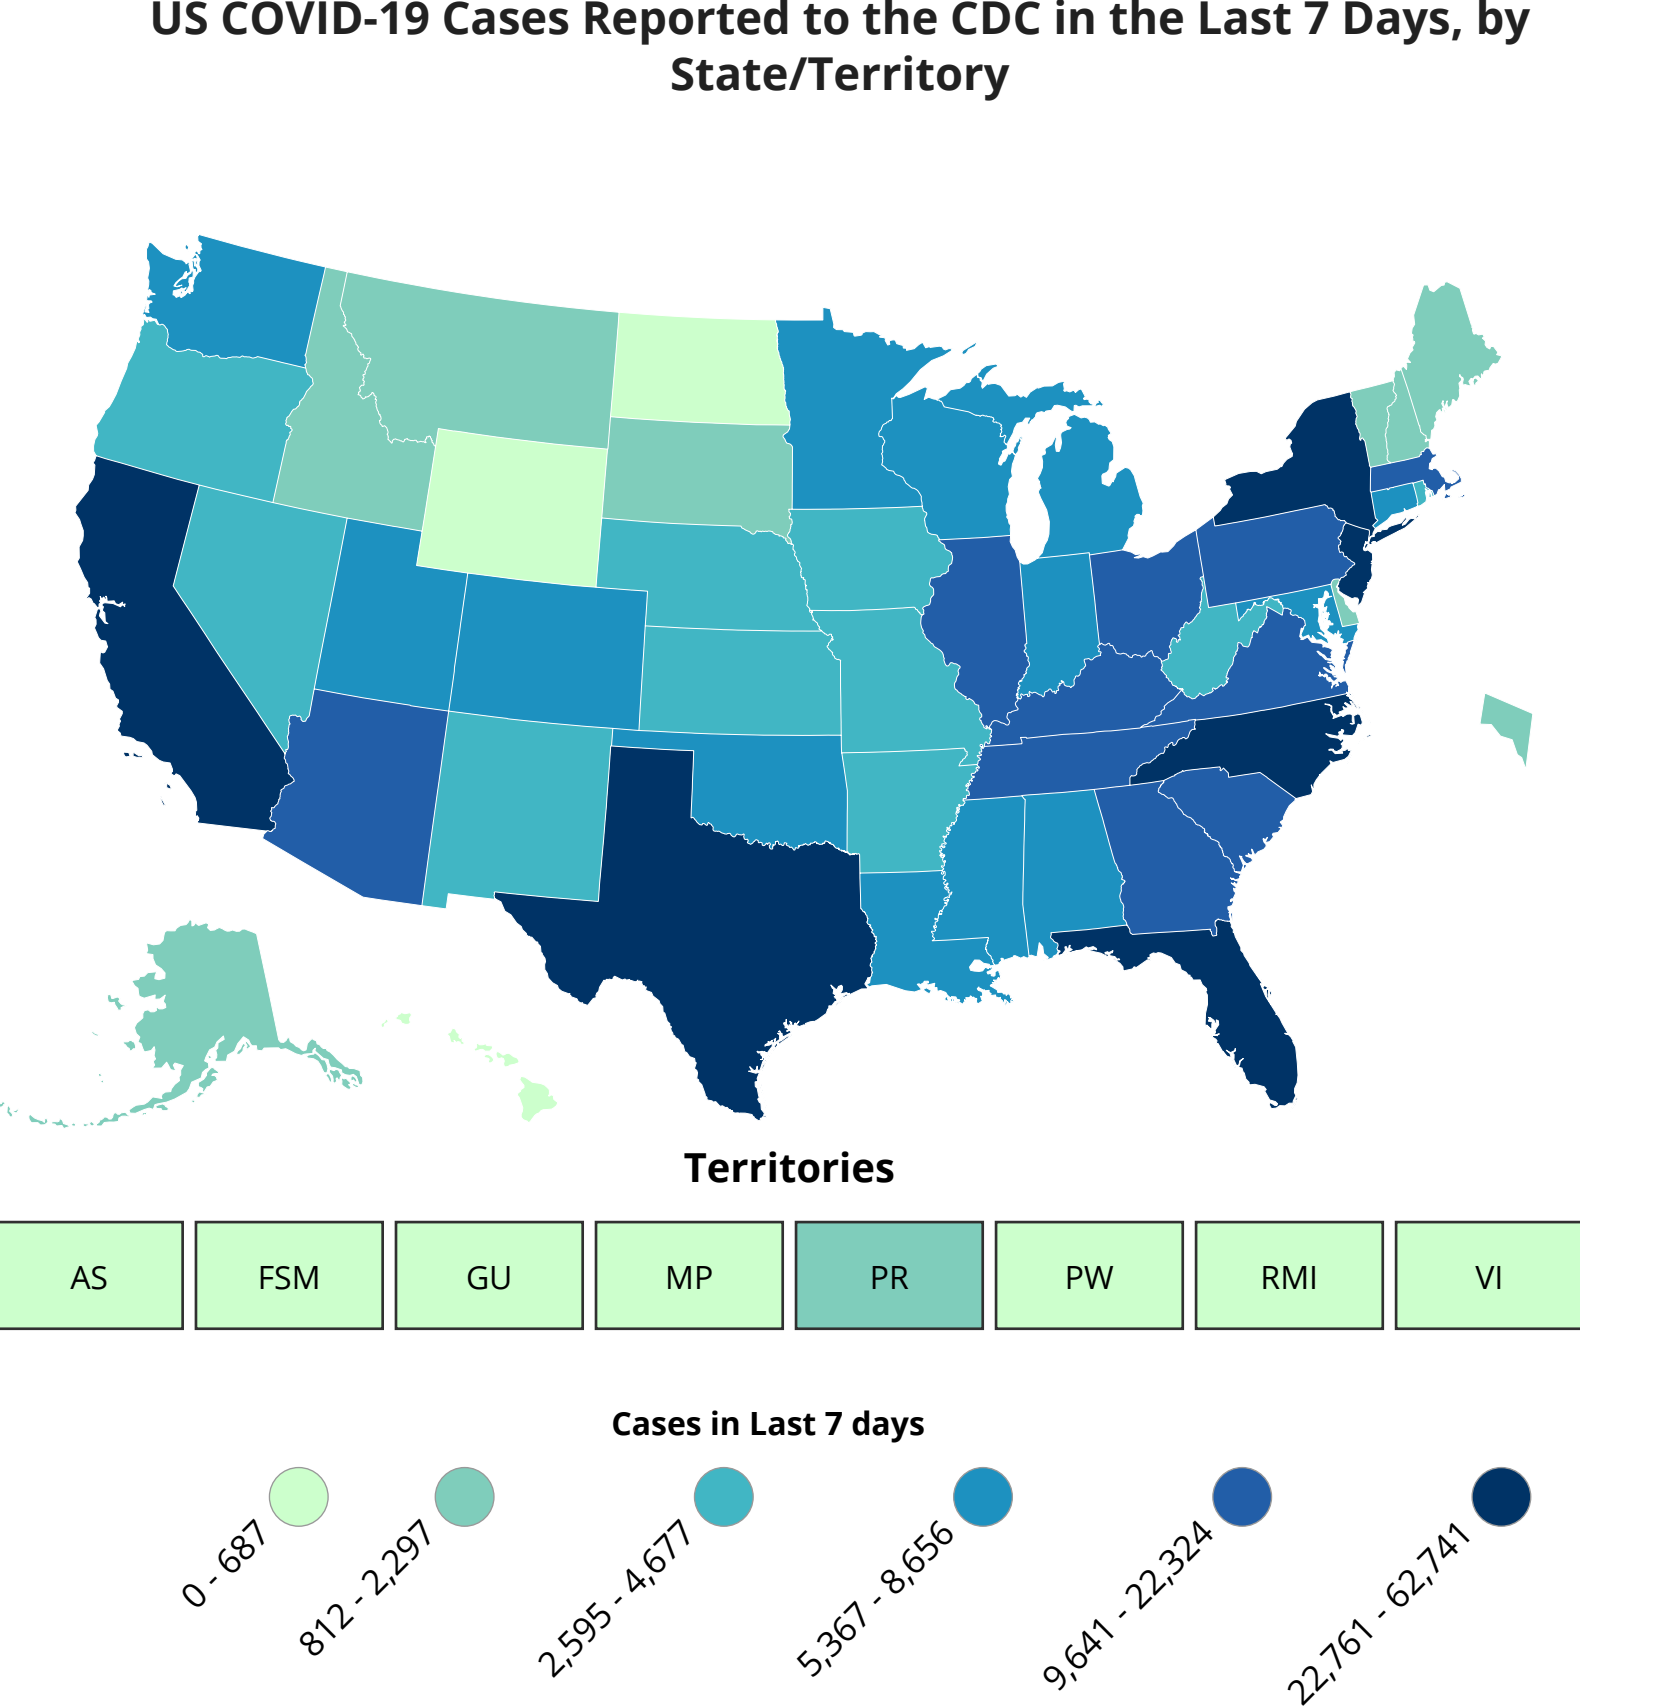 US COVID-19 Cases Reported to the CDC in the Last 7 Days, by
State/Territory
Territories
AS
FSM
GU
MP
PR
PW
RMI
VI
Cases in Last 7 days
0 - 687
812 - 2,297
2,595 - 4,677
5,367 - 8,656
9,641 - 22,324
22,761 - 62,741